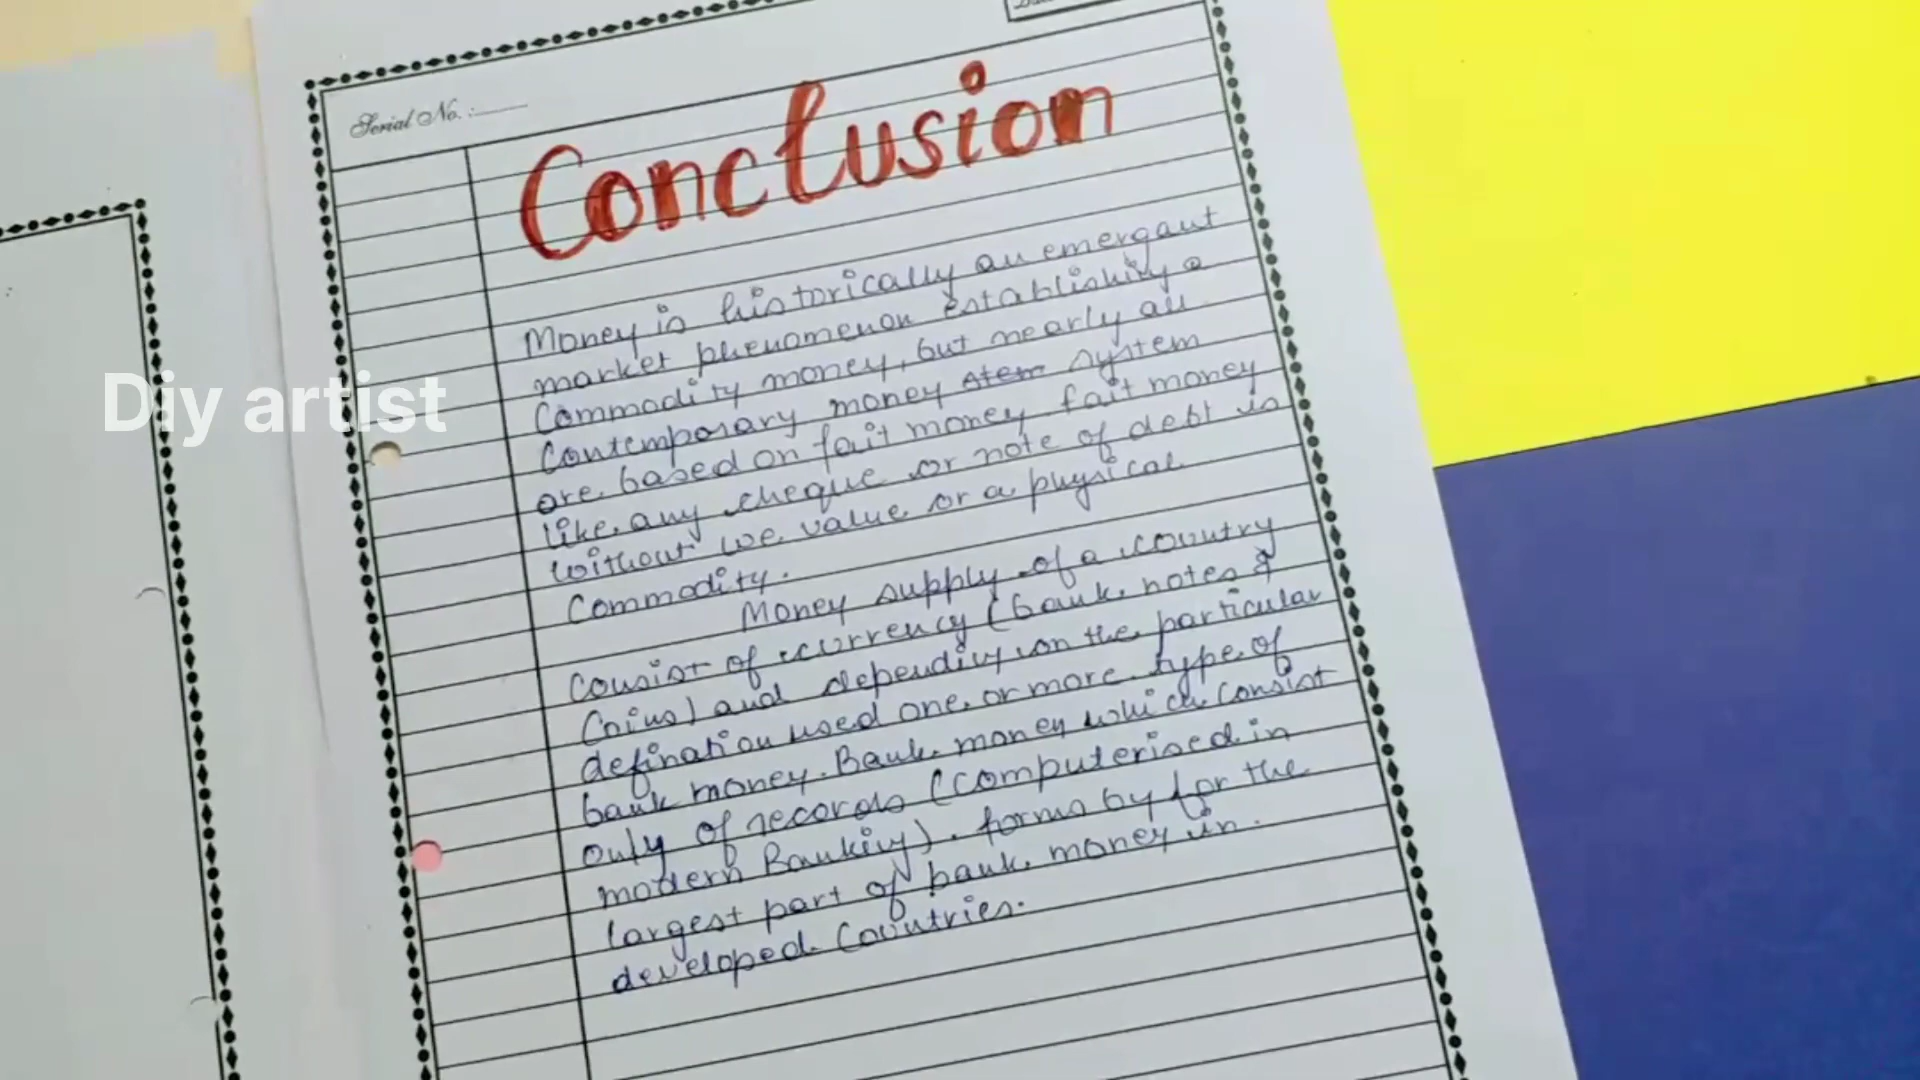 Serial No. :
Conclusion
Money is historically an emergaut
market phenomenon establishing a
Commodity money, but nearly all
Contemporary money stem system
are based on fait money fait money
like any cheque or note of debt is
without we value or a physical
Commodity.
Money supply of a country
Consist of currency (bank notes &
Coins) and depending on the particular
defination used one or more type of
bank money. Bank money which consist
only of records (Computerised in
modern Banking). forms by for the
largest part of bank money in
developed Countries.
Diy artist